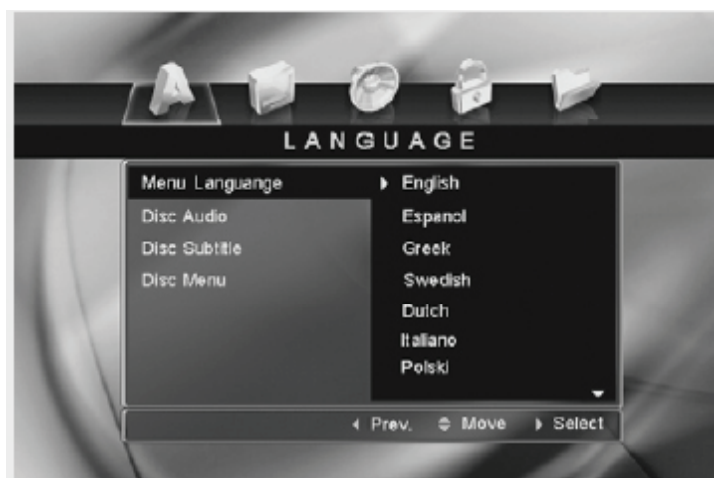 LANGUAGE
Menu Languange
English
Disc Audio
Espanol
Disc Subtitle
Greek
Disc Menu
Swedish
Dutch
Italiano
Polski
Prev. Move Select